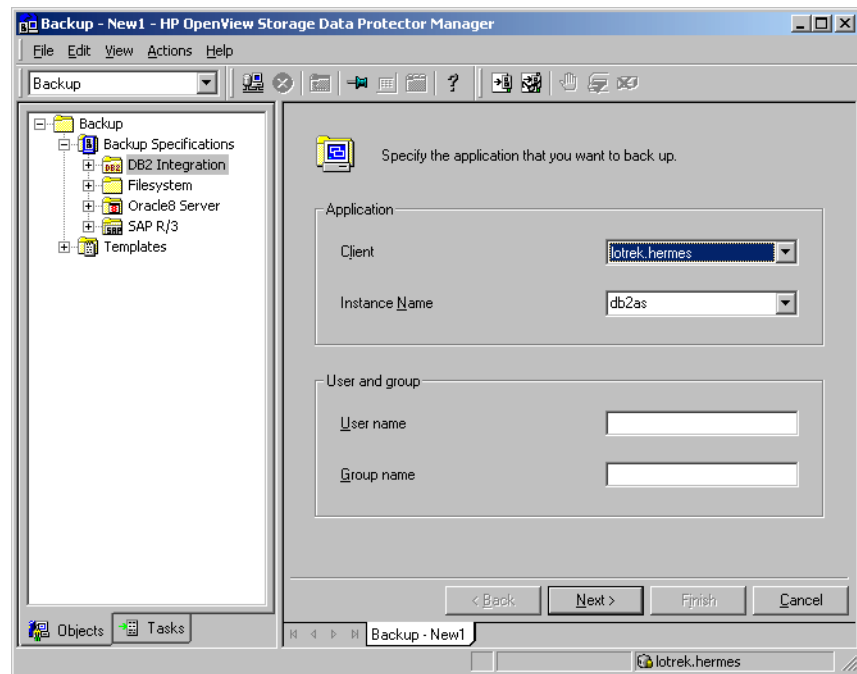 Backup - New1 - HP OpenView Storage Data Protector Manager
File Edit View Actions Help
Backup
Backup
Backup Specifications
DB2 Integration
Filesystem
Oracle8 Server
SAP R/3
Templates
Specify the application that you want to back up.
Application
Client
lotrek.hermes
Instance Name
db2as
User and group
User name
Group name
< Back Next > Finish Cancel
Objects Tasks
Backup - New1
lotrek.hermes